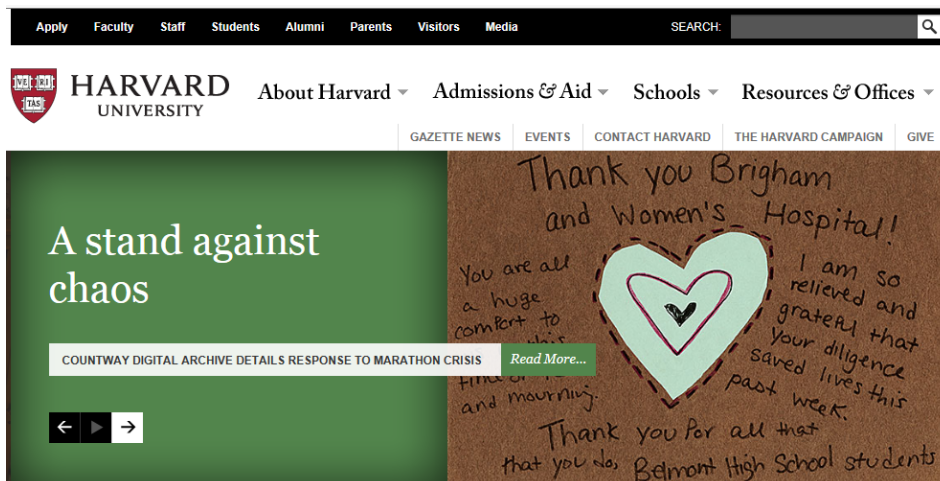 Apply Faculty Staff Students Alumni Parents Visitors Media SEARCH:
VE RI
TAS
HARVARD
UNIVERSITY
About Harvard Admissions & Aid Schools Resources & Offices
GAZETTE NEWS EVENTS CONTACT HARVARD THE HARVARD CAMPAIGN GIVE
A stand against
chaos
COUNTWAY DIGITAL ARCHIVE DETAILS RESPONSE TO MARATHON CRISIS Read More...
Thank you Brigham
and Women's Hospital!
You are all
a huge
comfort to
this
and mourning.
I am so
relieved and
grateful that
your diligence
saved lives this
past week.
Thank you for all that
that you do, Belmont High School students